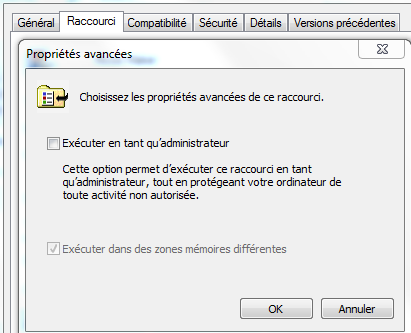 Général Raccourci Compatibilité Sécurité Détails Versions précédentes
Propriétés avancées
Choisissez les propriétés avancées de ce raccourci.
Exécuter en tant qu'administrateur
Cette option permet d'exécuter ce raccourci en tant
qu'administrateur, tout en protégeant votre ordinateur de
toute activité non autorisée.
Exécuter dans des zones mémoires différentes
OK Annuler